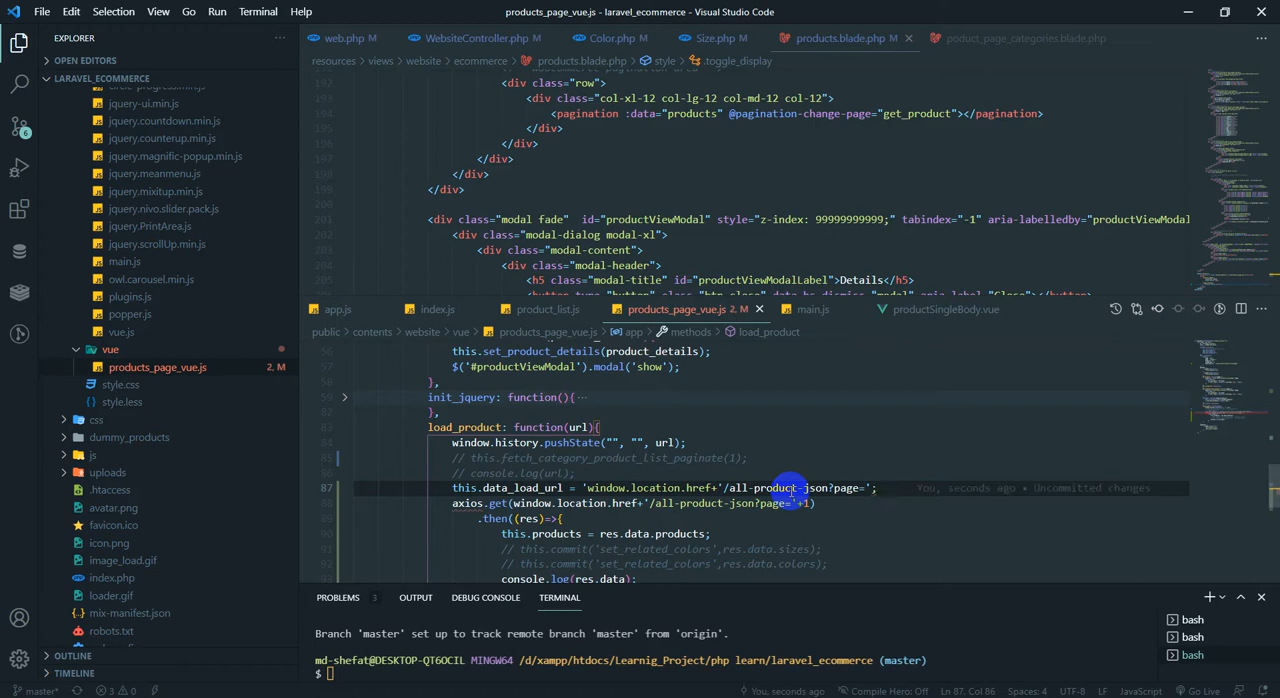 File Edit Selection View Go Run Terminal Help
products_page_vue.js - laravel_ecommerce - Visual Studio Code
EXPLORER
OPEN EDITORS
LARAVEL_ECOMMERCE
jquery-ui.min.js
jquery.countdown.min.js
jquery.counterup.min.js
jquery.magnific-popup.min.js
jquery.meanmenu.js
jquery.mixitup.min.js
jquery.nivo.slider.pack.js
jquery.PrintArea.js
jquery.scrollUp.min.js
main.js
owl.carousel.min.js
plugins.js
popper.js
vue.js
vue
products_page_vue.js 2, M
style.css
style.less
css
dummy_products
js
uploads
.htaccess
avatar.png
favicon.ico
icon.png
image_load.gif
index.php
loader.gif
mix-manifest.json
robots.txt
OUTLINE
TIMELINE
web.php M
WebsiteController.php M
Color.php M
Size.php M
products.blade.php M
poduct_page_categories.blade.php
resources > views > website > ecommerce > products.blade.php > style > .toggle_display
<div class="row">
<div class="col-xl-12 col-lg-12 col-md-12 col-12">
<pagination :data="products" @pagination-change-page="get_product"></pagination>
</div>
</div>
</div>
</div>
</div>
<div class="modal fade" id="productViewModal" style="z-index: 99999999999;" tabindex="-1" aria-labelledby="productViewModal
<div class="modal-dialog modal-xl">
<div class="modal-content">
<div class="modal-header">
<h5 class="modal-title" id="productViewModalLabel">Details</h5>
app.js
index.js
product_list.js
products_page_vue.js 2, M
main.js
productSingleBody.vue
public > contents > website > vue > products_page_vue.js > app > methods > load_product
this.set_product_details(product_details);
$('#productViewModal').modal('show');
},
init_jquery: function(){ ...
},
load_product: function(url){
window.history.pushState("", "", url);
// this.fetch_category_product_list_paginate(1);
// console.log(url);
87 this.data_load_url = 'window.location.href+'/all-product-json?page='; You, seconds ago • Uncommitted changes
axios.get(window.location.href+'/all-product-json?page='+1)
.then((res)=>{
this.products = res.data.products;
// this.commit('set_related_colors',res.data.sizes);
// this.commit('set_related_colors',res.data.colors);
console.log(res.data);
PROBLEMS 3 OUTPUT DEBUG CONSOLE TERMINAL
Branch 'master' set up to track remote branch 'master' from 'origin'.
md-shefat@DESKTOP-QT6OCIL MINGW64 /d/xampp/htdocs/Learnig_Project/php learn/laravel_ecommerce (master)
$
bash
bash
bash
master* 3 0 You, seconds ago Compile Hero: Off Ln 87, Col 86 Spaces: 4 UTF-8 LF JavaScript Go Live